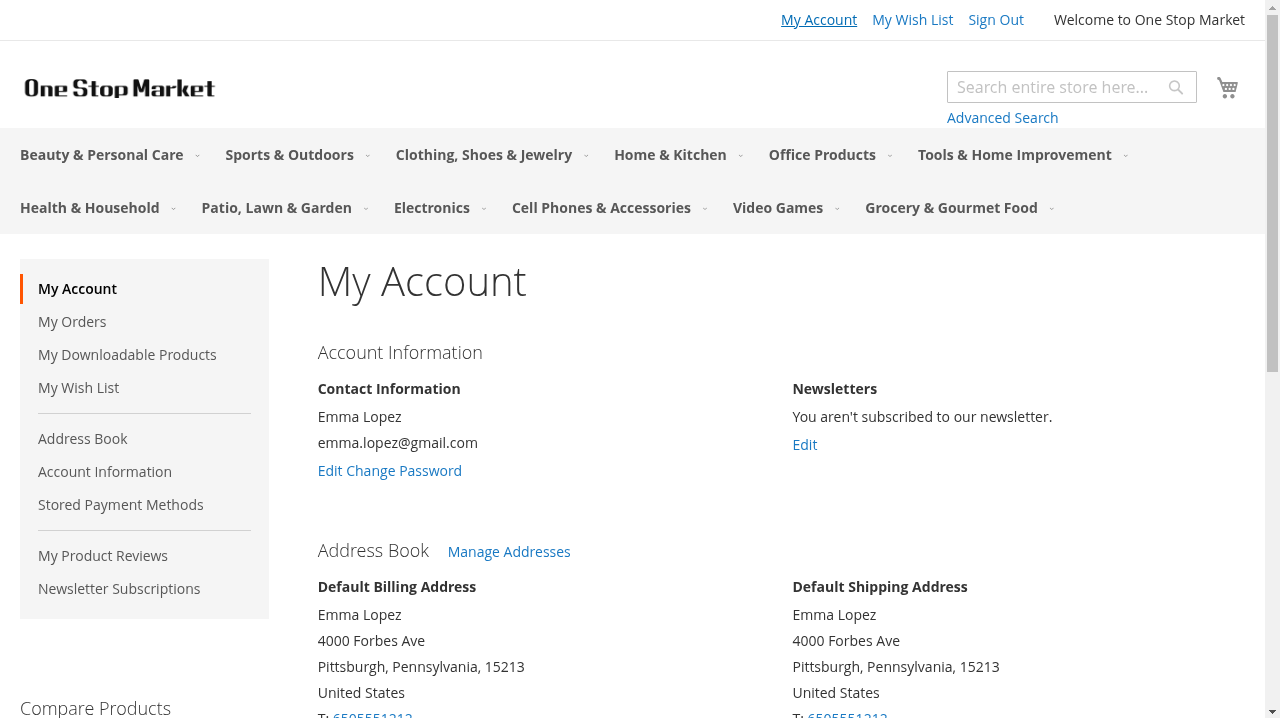 My Account My Wish List Sign Out Welcome to One Stop Market
One Stop Market
Search entire store here...
Advanced Search
Beauty & Personal Care Sports & Outdoors Clothing, Shoes & Jewelry Home & Kitchen Office Products Tools & Home Improvement
Health & Household Patio, Lawn & Garden Electronics Cell Phones & Accessories Video Games Grocery & Gourmet Food
My Account
My Orders
My Downloadable Products
My Wish List
Address Book
Account Information
Stored Payment Methods
My Product Reviews
Newsletter Subscriptions
Compare Products
My Account
Account Information
Contact Information
Emma Lopez
emma.lopez@gmail.com
Edit Change Password
Newsletters
You aren't subscribed to our newsletter.
Edit
Address Book Manage Addresses
Default Billing Address
Emma Lopez
4000 Forbes Ave
Pittsburgh, Pennsylvania, 15213
United States
T: 6505551212
Default Shipping Address
Emma Lopez
4000 Forbes Ave
Pittsburgh, Pennsylvania, 15213
United States
T: 6505551212